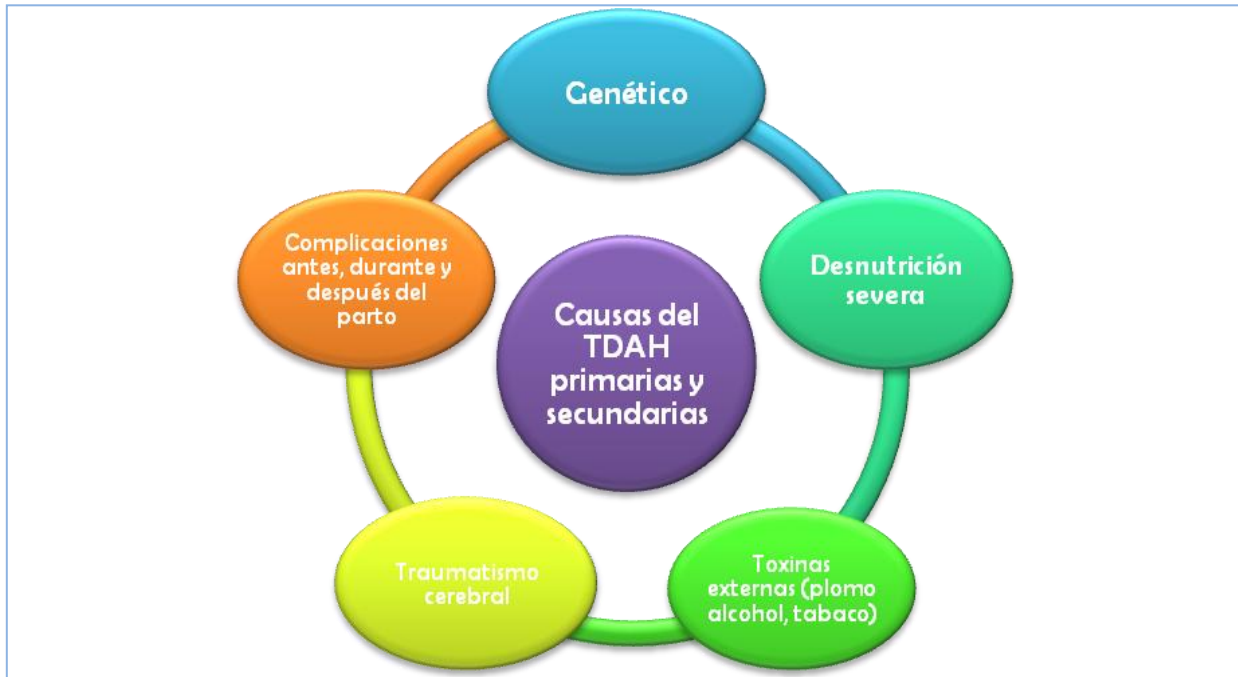 Genético
Complicaciones
antes, durante y
después del
parto
Desnutrición
severa
Causas del
TDAH
primarias y
secundarias
Traumatismo
cerebral
Toxinas
externas (plomo
alcohol, tabaco)